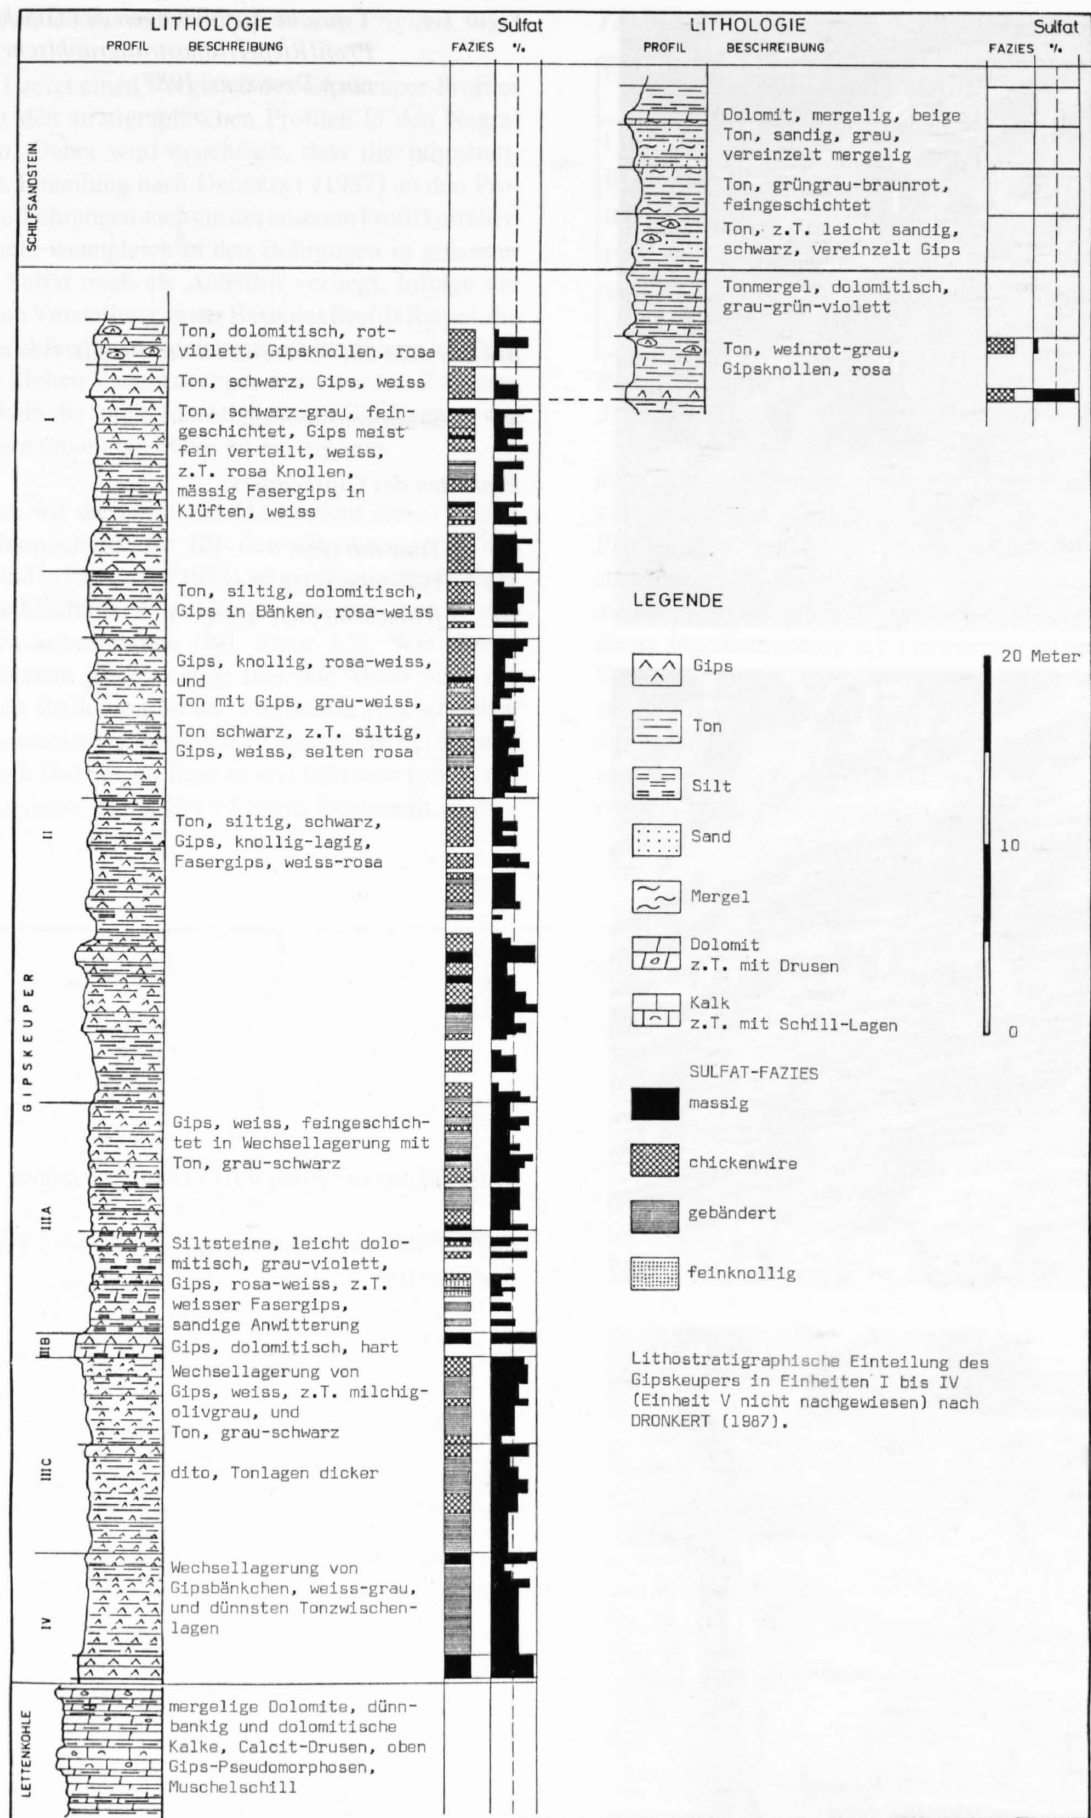 LITHOLOGIE
Sulfat
PROFIL BESCHREIBUNG FAZIES %
SCHILFSANDSTEIN
GIPSKEUPER
I
Ton, dolomitisch, rot-
violett, Gipsknollen, rosa
Ton, schwarz, Gips, weiss
Ton, schwarz-grau, fein-
geschichtet, Gips meist
fein verteilt, weiss,
z.T. rosa Knollen,
mässig Fasergips in
Klüften, weiss
II
Ton, siltig, dolomitisch,
Gips in Bänken, rosa-weiss
Gips, knollig, rosa-weiss,
und
Ton mit Gips, grau-weiss,
Ton schwarz, z.T. siltig,
Gips, weiss, selten rosa
Ton, siltig, schwarz,
Gips, knollig-lagig,
Fasergips, weiss-rosa
IIIA
Gips, weiss, feingeschich-
tet in Wechsellagerung mit
Ton, grau-schwarz
Siltsteine, leicht dolo-
mitisch, grau-violett,
Gips, rosa-weiss, z.T.
weisser Fasergips,
sandige Anwitterung
IIIB
Gips, dolomitisch, hart
IIIC
Wechsellagerung von
Gips, weiss, z.T. milchig-
olivgrau, und
Ton, grau-schwarz
dito, Tonlagen dicker
IV
Wechsellagerung von
Gipsbänkchen, weiss-grau,
und dünnsten Tonzwischen-
lagen
LETTENKOHLE
mergelige Dolomite, dünn-
bankig und dolomitische
Kalke, Calcit-Drusen, oben
Gips-Pseudomorphosen,
Muschelschill
LITHOLOGIE
Sulfat
PROFIL BESCHREIBUNG FAZIES %
Dolomit, mergelig, beige
Ton, sandig, grau,
vereinzelt mergelig
Ton, grüngrau-braunrot,
feingeschichtet
Ton, z.T. leicht sandig,
schwarz, vereinzelt Gips
Tonmergel, dolomitisch,
grau-grün-violett
Ton, weinrot-grau,
Gipsknollen, rosa
LEGENDE
Gips
Ton
Silt
Sand
Mergel
Dolomit
z.T. mit Drusen
Kalk
z.T. mit Schill-Lagen
20 Meter
10
0
SULFAT-FAZIES
massig
chickenwire
gebändert
feinknollig
Lithostratigraphische Einteilung des
Gipskeupers in Einheiten I bis IV
(Einheit V nicht nachgewiesen) nach
DRONKERT (1987).